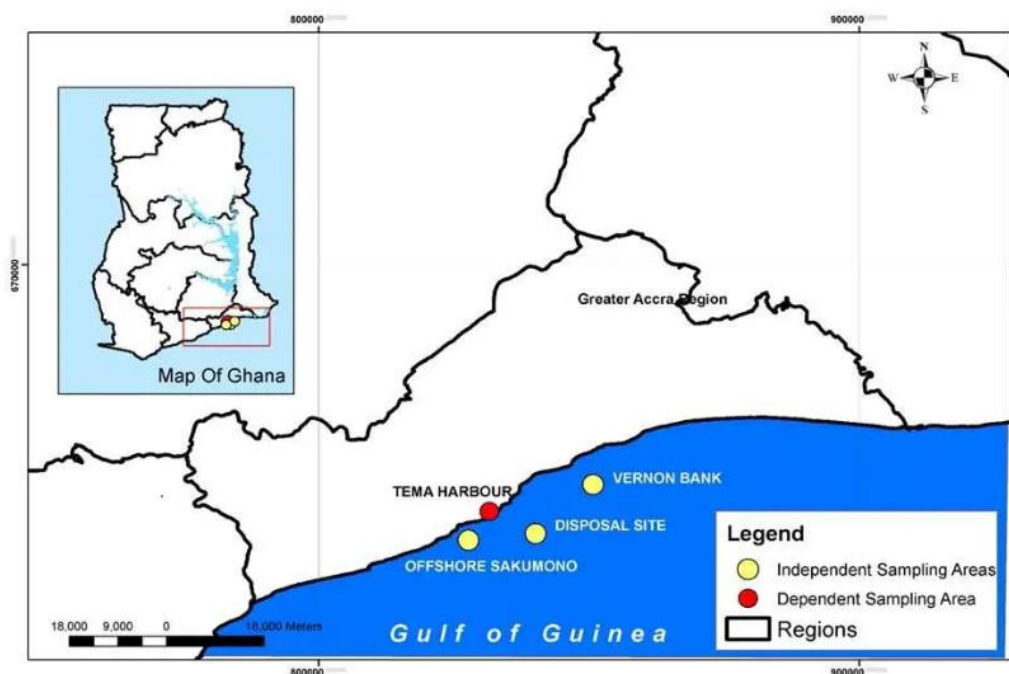 800000
900000
N
W E
S
670000
Greater Accra Region
Map Of Ghana
TEMA HARBOUR
VERNON BANK
DISPOSAL SITE
OFFSHORE SAKUMONO
Legend
Independent Sampling Areas
Dependent Sampling Area
Regions
18,000 9,000 0 18,000 Meters
Gulf of Guinea
800000
900000